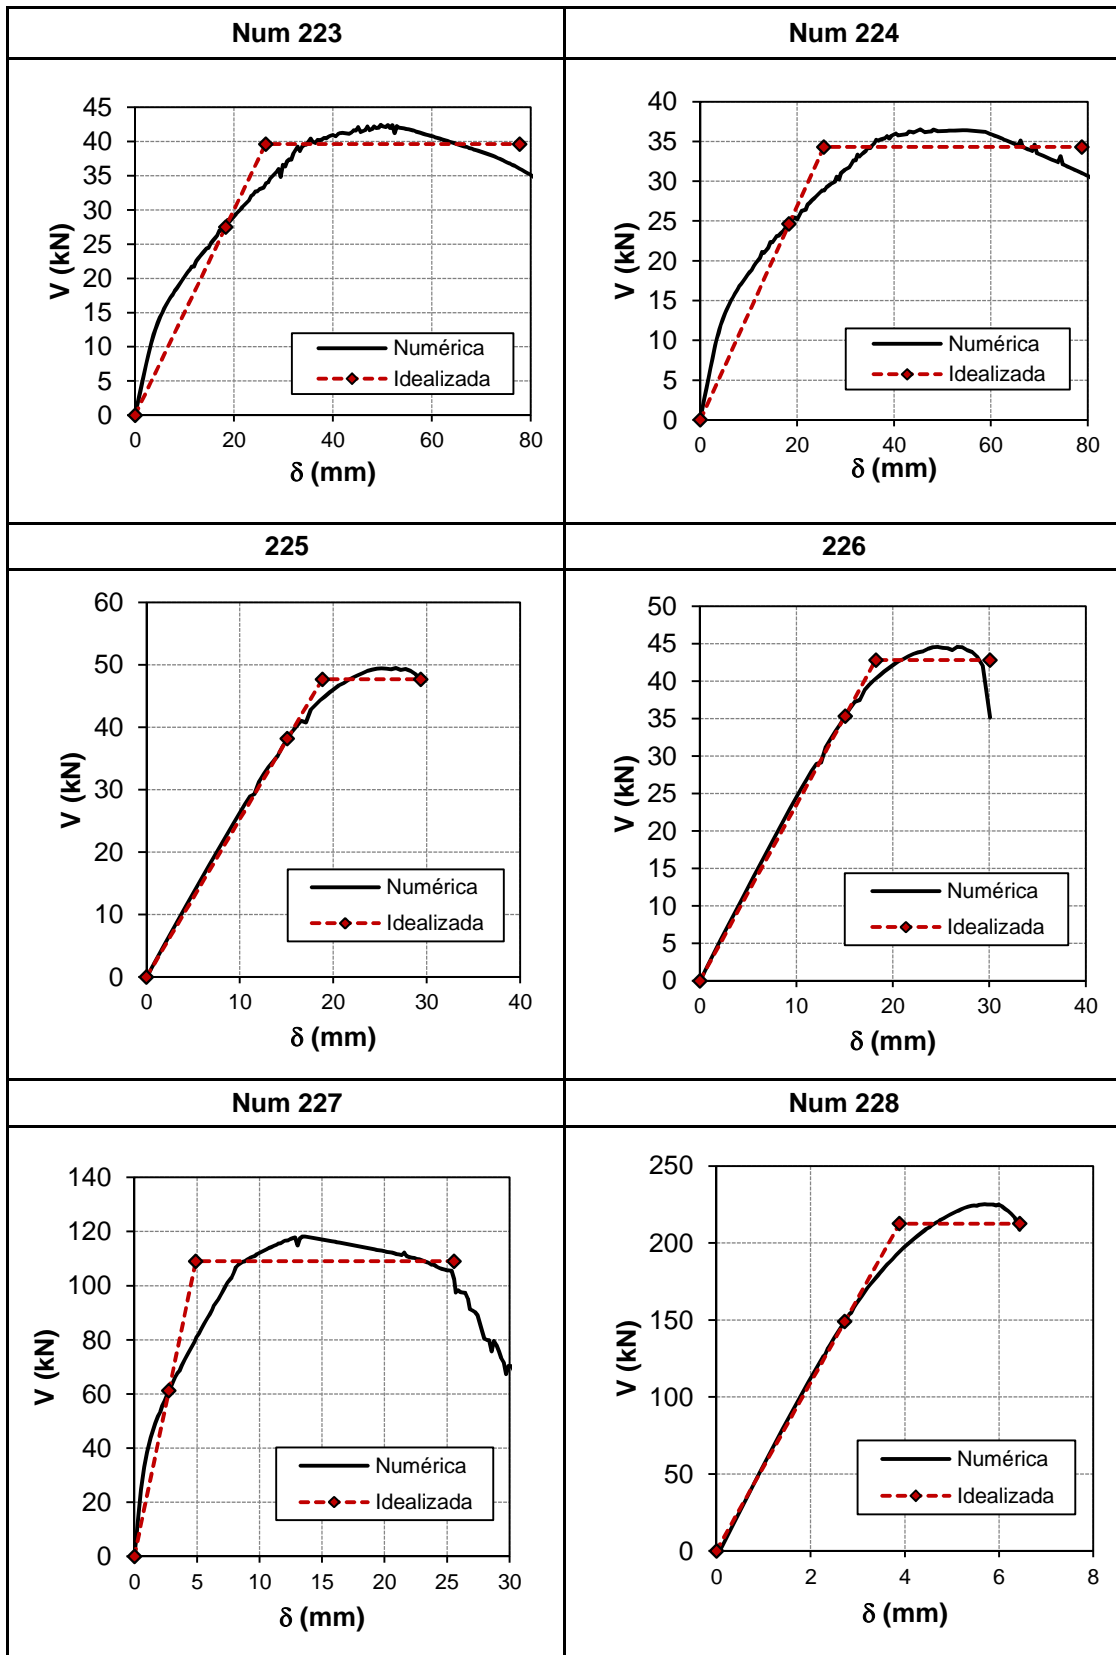 Num 223
Num 224
V (kN)
45
40
35
30
25
20
15
10
5
0
0 20 40 60 80
δ (mm)
Numérica
Idealizada
V (kN)
40
35
30
25
20
15
10
5
0
0 20 40 60 80
δ (mm)
Numérica
Idealizada
225
226
V (kN)
60
50
40
30
20
10
0
0 10 20 30 40
δ (mm)
Numérica
Idealizada
V (kN)
50
45
40
35
30
25
20
15
10
5
0
0 10 20 30 40
δ (mm)
Numérica
Idealizada
Num 227
Num 228
V (kN)
140
120
100
80
60
40
20
0
0 5 10 15 20 25 30
δ (mm)
Numérica
Idealizada
V (kN)
250
200
150
100
50
0
0 2 4 6 8
δ (mm)
Numérica
Idealizada